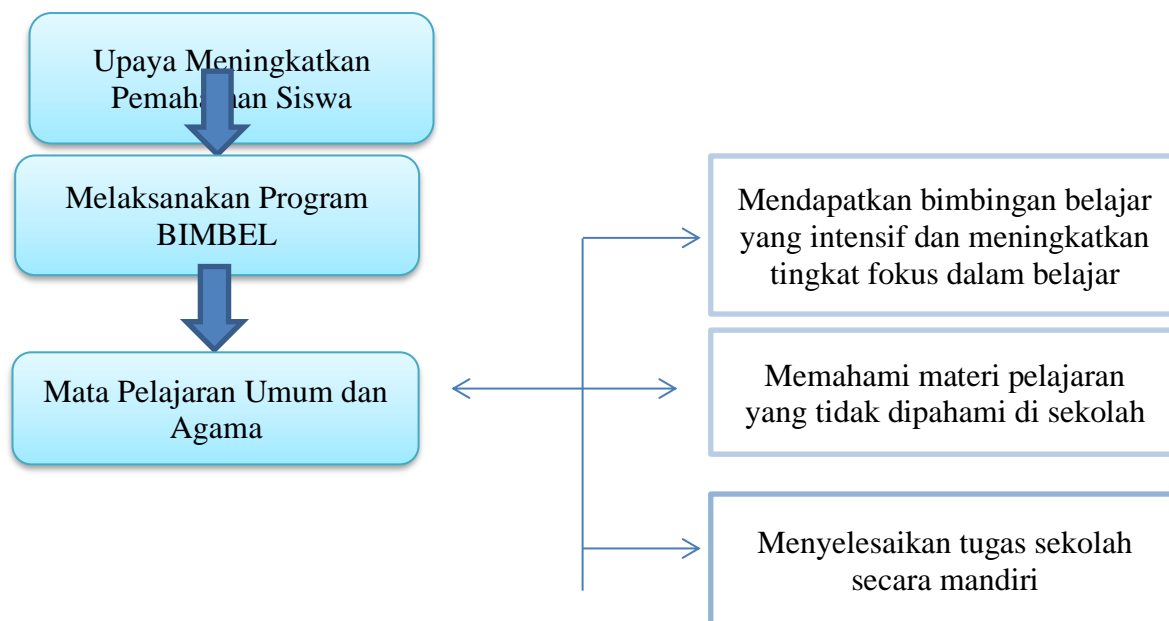 Upaya Meningkatkan
Pemahaman Siswa
Melaksanakan Program
BIMBEL
Mata Pelajaran Umum dan
Agama
Mendapatkan bimbingan belajar
yang intensif dan meningkatkan
tingkat fokus dalam belajar
Memahami materi pelajaran
yang tidak dipahami di sekolah
Menyelesaikan tugas sekolah
secara mandiri